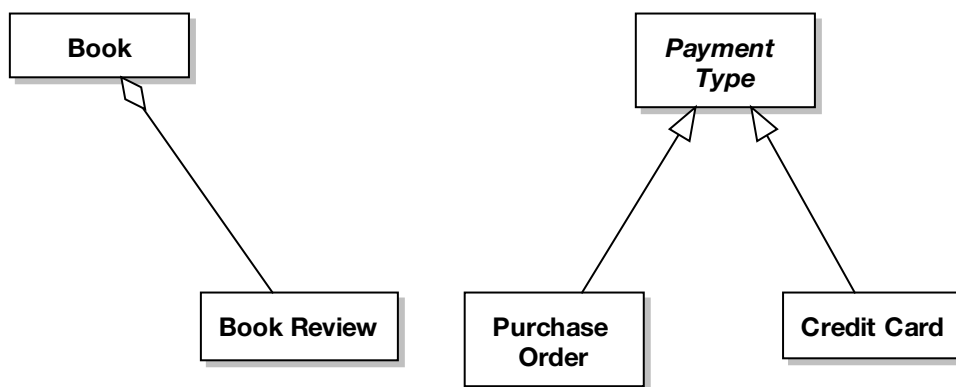 Book
Payment
Type
Book Review
Purchase
Order
Credit Card